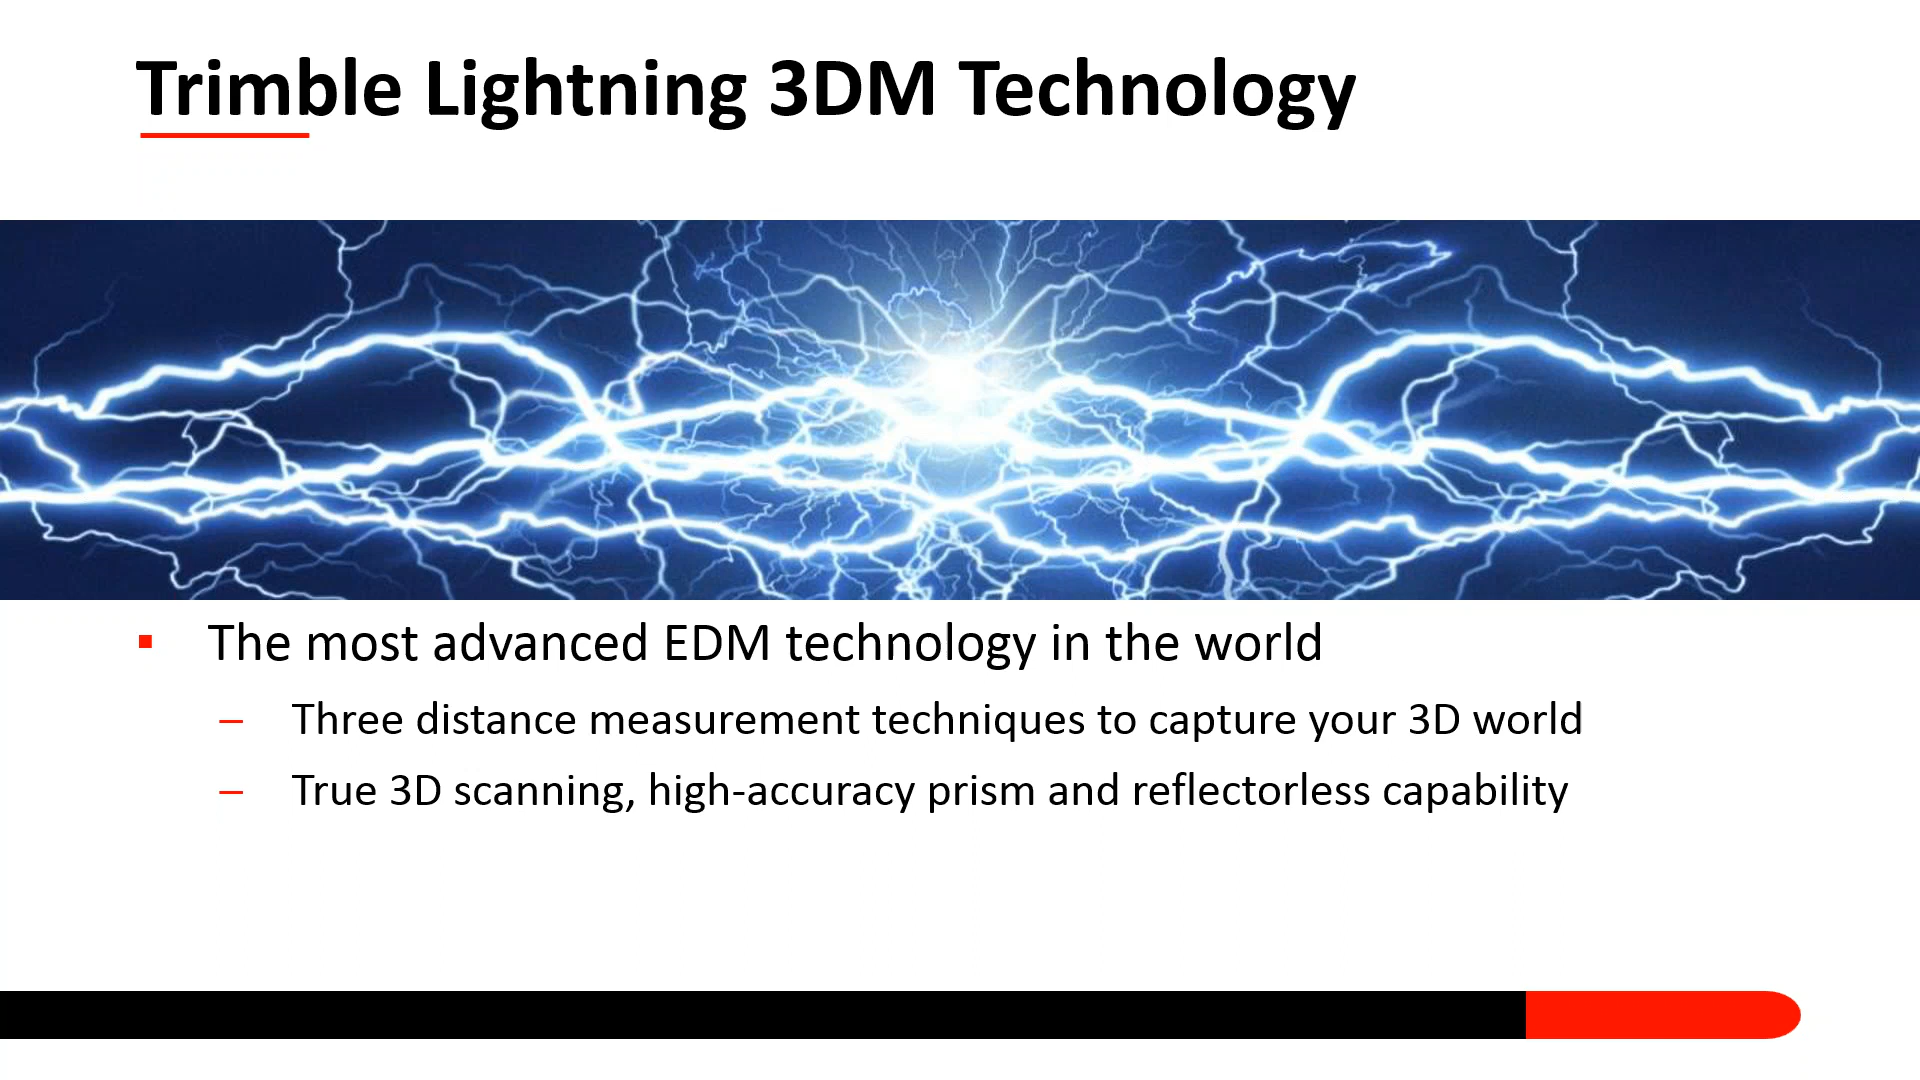 Trimble Lightning 3DM Technology
▪ The most advanced EDM technology in the world
– Three distance measurement techniques to capture your 3D world
– True 3D scanning, high-accuracy prism and reflectorless capability